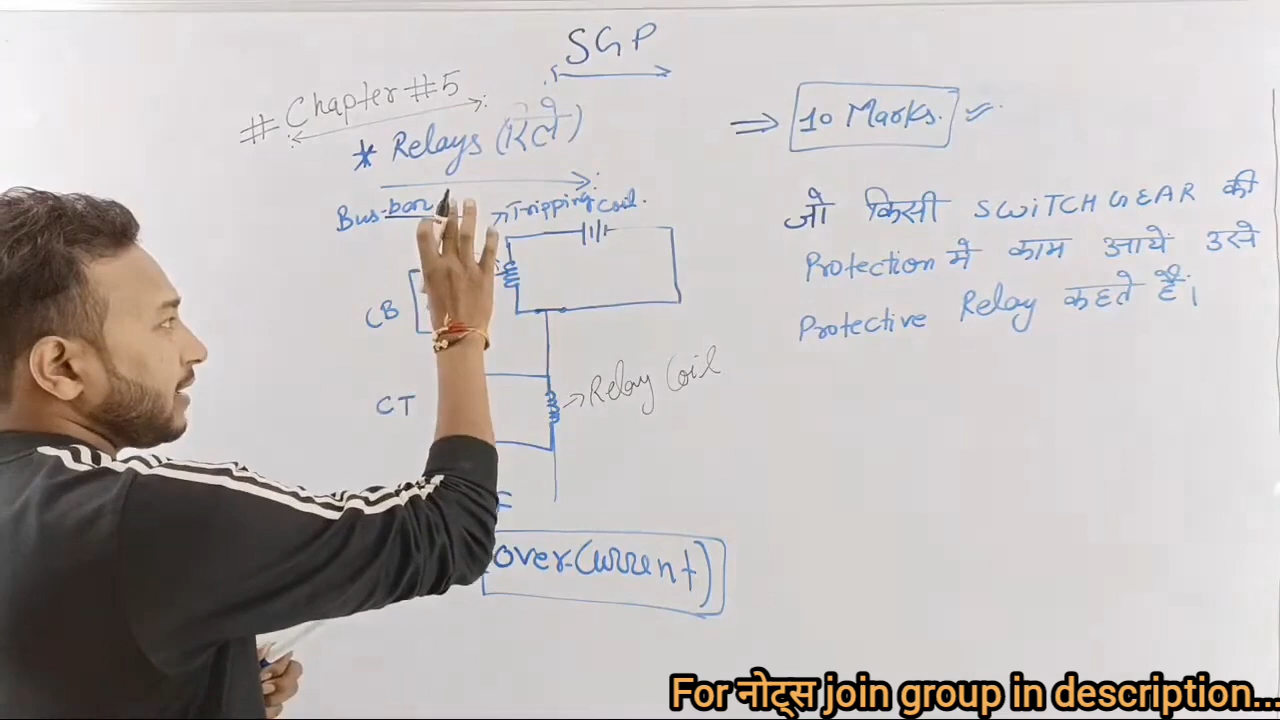 SGP
# Chapter #5
* Relays (रिले)
⇒ 10 Marks.
Bus-bar
Tripping coil.
CB
CT
→ Relay Coil
over-Current)
जो किसी SWITCHGEAR की
Protection में काम आयें उसे
Protective Relay कहते हैं।
For नोट्स join group in description...